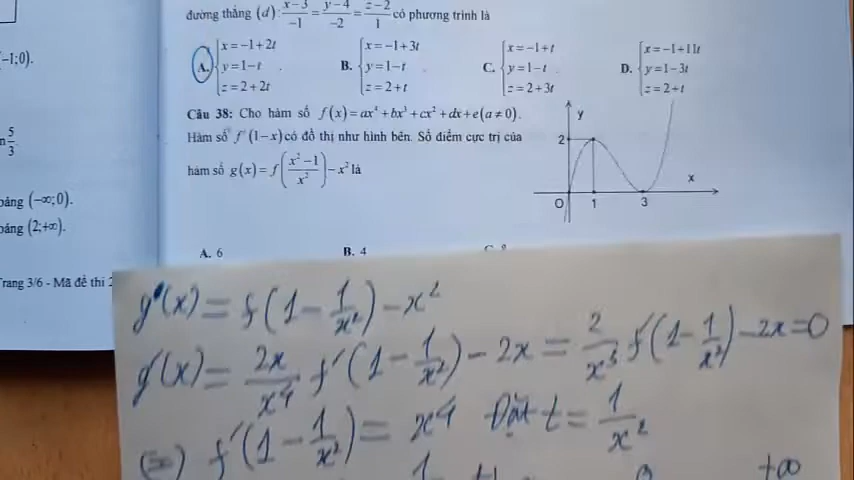 đường thẳng (d): x-3/-1 = y-4/-2 = z-2/1 có phương trình là
-1;0).
A. {x=-1+2t y=1-t z=2+2t . B. {x=-1+3t y=1-t z=2+t . C. {x=-1+t y=1-t z=2+3t . D. {x=-1+11t y=1-3t z=2+t
Câu 38: Cho hàm số f(x)=ax⁴+bx³+cx²+dx+e(a≠0).
Hàm số f'(1-x) có đồ thị như hình bên. Số điểm cực trị của
hàm số g(x)=f((x²-1)/x²)-x² là
y
2
x
O 1 3
5/3
(-∞;0).
(2;+∞).
A. 6 B. 4
Trang 3/6 - Mã đề thi 2
g(x)=f(1-1/x²)-x²
g'(x)=2x/x⁴ f'(1-1/x²)-2x=2/x³ f'(1-1/x²)-2x=0
(=) f'(1-1/x²)=x⁴ Đặt t=1/x²
+∞